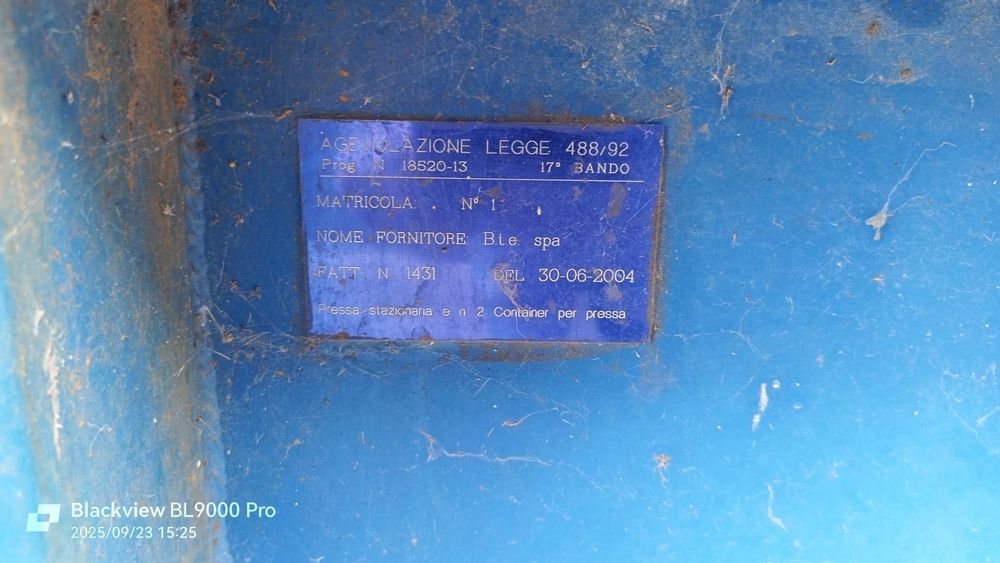 AGEVOLAZIONE LEGGE 488/92
Prog N 18520-13 17° BANDO
MATRICOLA: N° 1
NOME FORNITORE B.t.e. spa
FATT N 1431 DEL 30-06-2004
Pressa stazionaria e n 2 Container per pressa
Blackview BL9000 Pro
2025/09/23 15:25